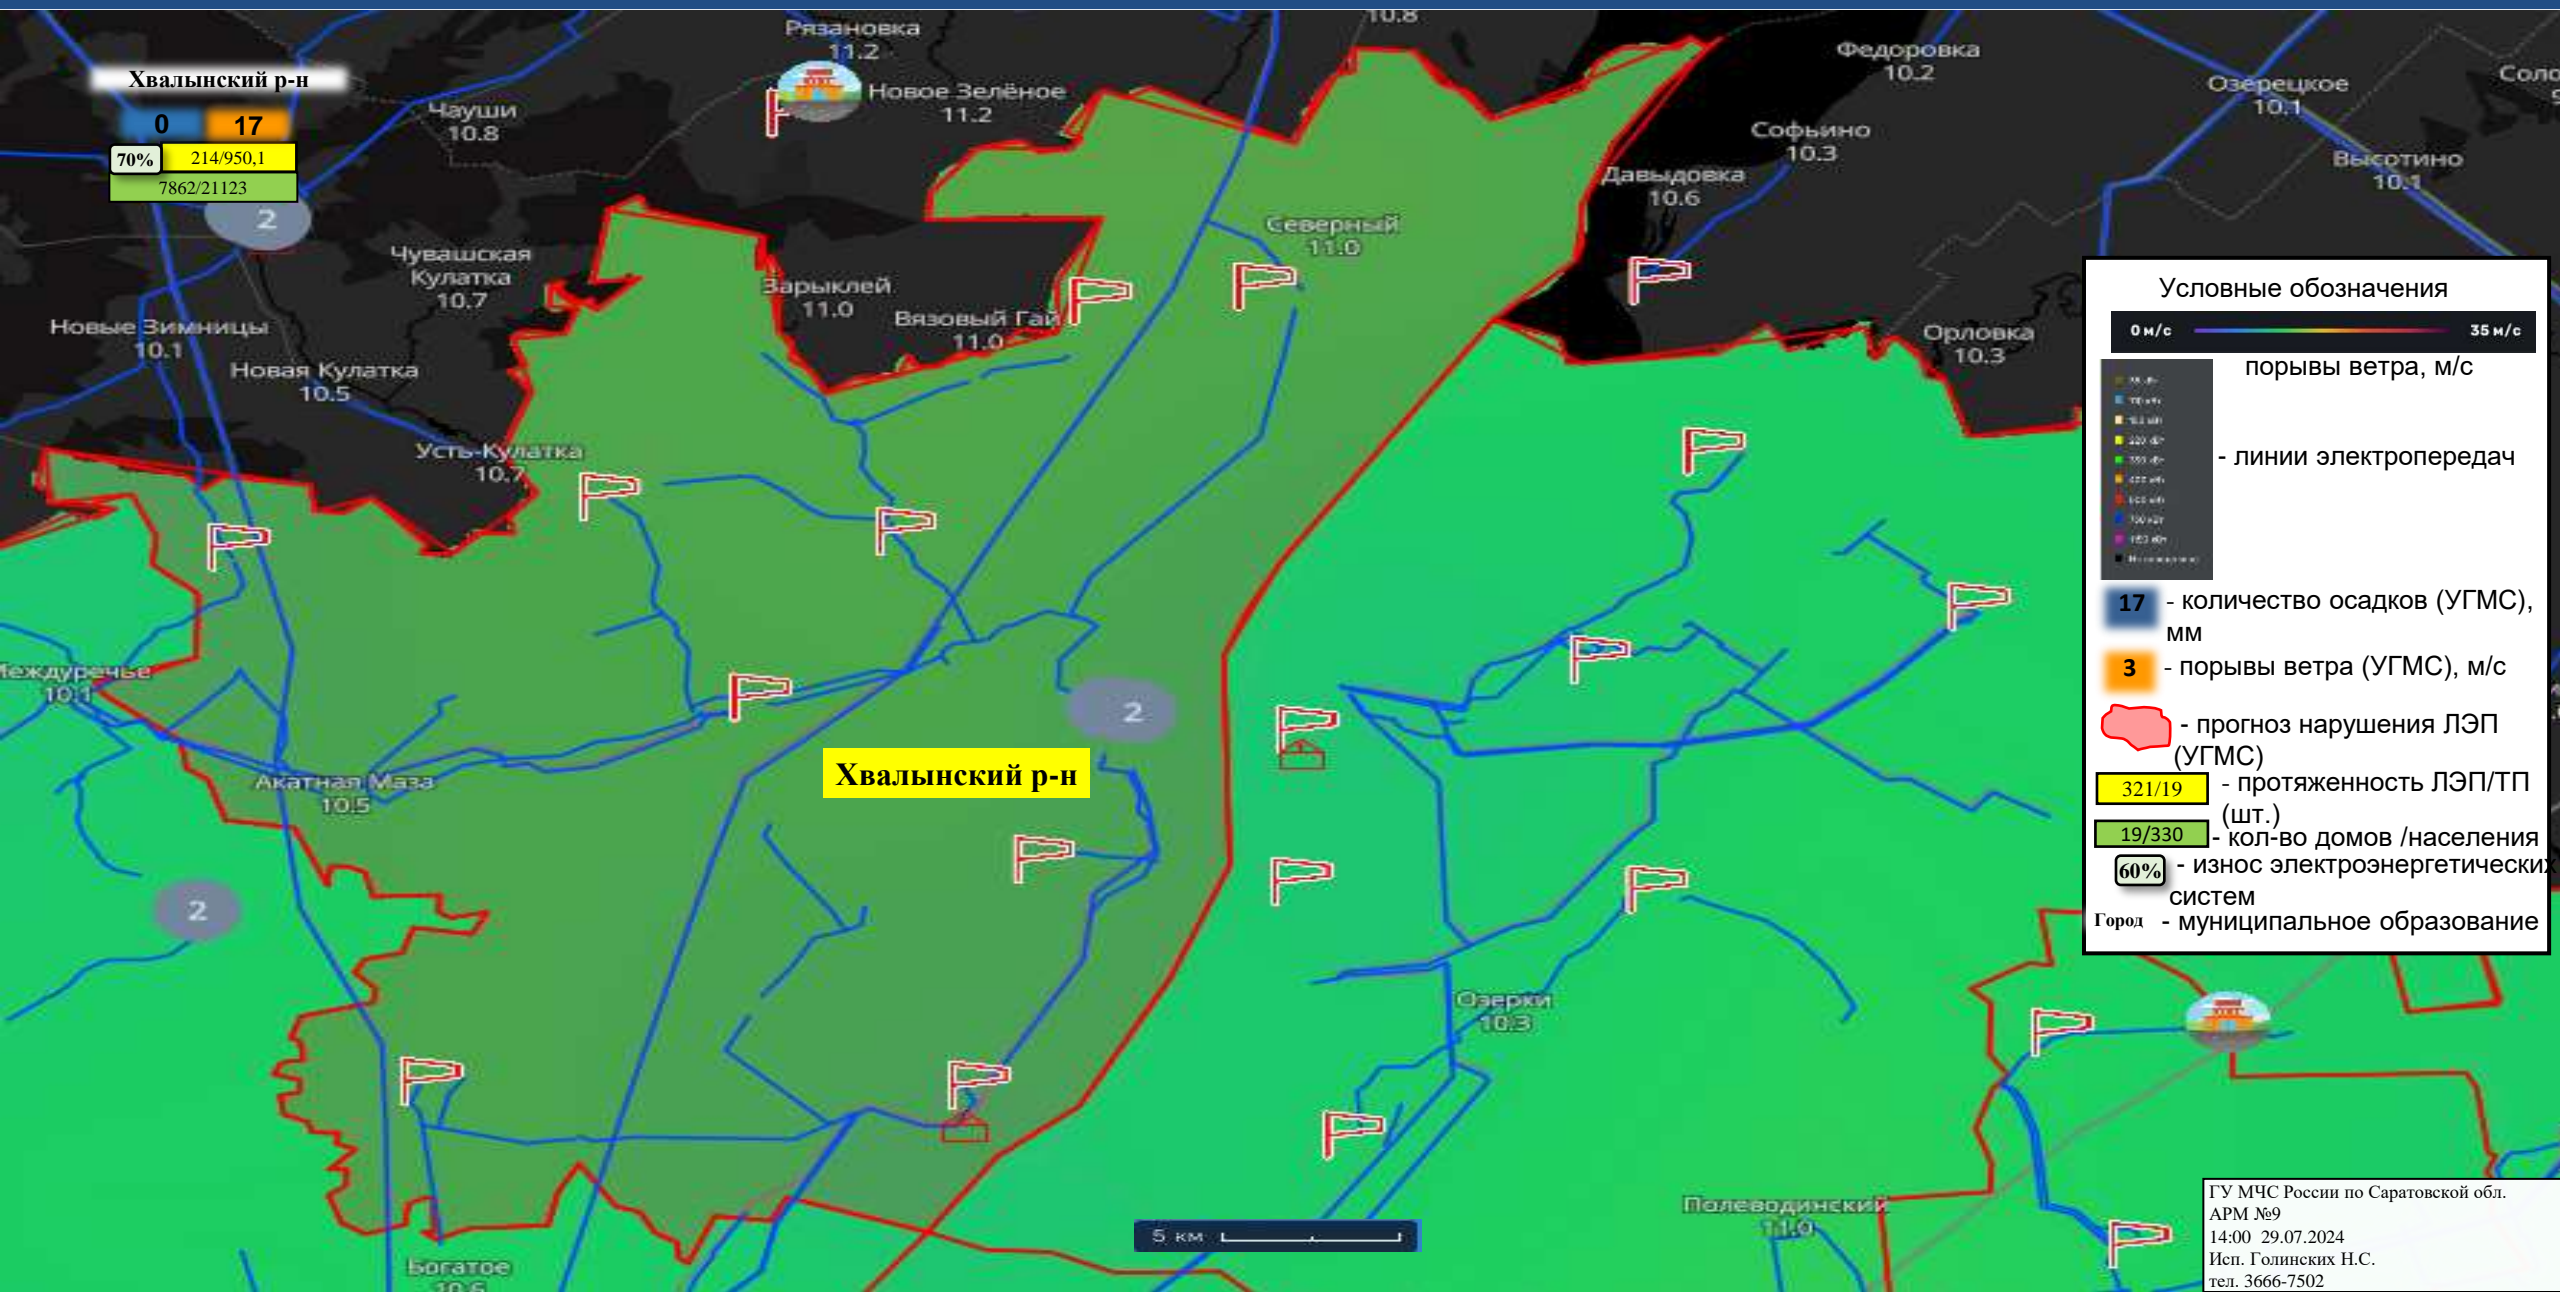 10.8
Рязановка
11.2
Федоровка
10.2
Хвалынский р-н
Новое Зелёное
11.2
Озерецкое
10.1
Чауши
10.8
0 17
Софьино
10.3
70% 214/950,1
7862/21123
Высотино
10.1
Давыдовка
10.6
2
Северный
11.0
Чувашская
Кулатка
10.7
Зарыклей
11.0
Вязовый Гай
11.0
Новые Зимницы
10.1
Новая Кулатка
10.5
Орловка
10.3
Усть-Кулатка
10.7
Междуречье
10.1
2
Хвалынский р-н
Акатная Маза
10.5
2
Озерки
10.3
Полеводинский
11.0
Богатое
5 км
Условные обозначения
0 м/с 35 м/с
порывы ветра, м/с
- линии электропередач
17 - количество осадков (УГМС),
мм
3 - порывы ветра (УГМС), м/с
- прогноз нарушения ЛЭП
(УГМС)
321/19 - протяженность ЛЭП/ТП
(шт.)
19/330 - кол-во домов /населения
60% - износ электроэнергетических
систем
Город - муниципальное образование
ГУ МЧС России по Саратовской обл.
АРМ №9
14:00 29.07.2024
Исп. Голинских Н.С.
тел. 3666-7502